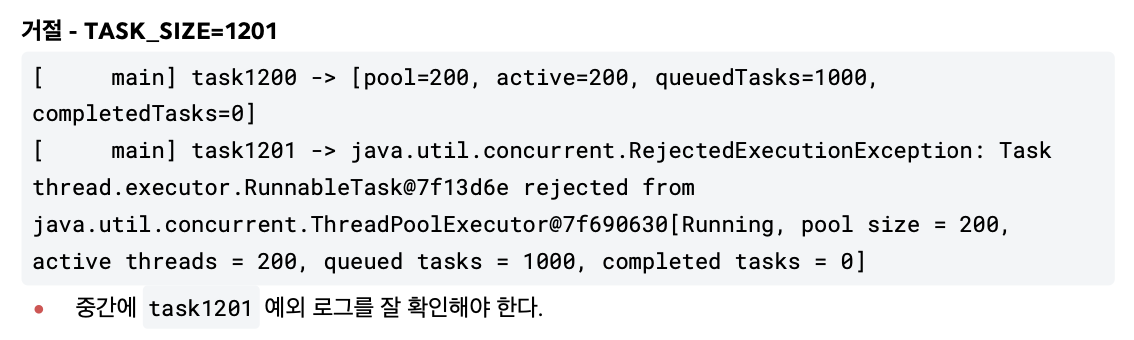 거절 - TASK_SIZE=1201
[     main] task1200 -> [pool=200, active=200, queuedTasks=1000,
completedTasks=0]
[     main] task1201 -> java.util.concurrent.RejectedExecutionException: Task
thread.executor.RunnableTask@7f13d6e rejected from
java.util.concurrent.ThreadPoolExecutor@7f690630[Running, pool size = 200,
active threads = 200, queued tasks = 1000, completed tasks = 0]
• 중간에 task1201 예외 로그를 잘 확인해야 한다.